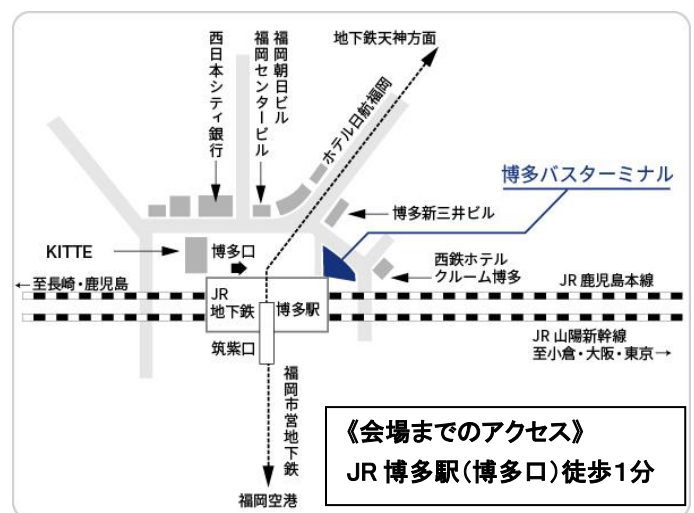 地下鉄天神方面
西日本シティ銀行
福岡センタービル
福岡朝日ビル
ホテル日航福岡
博多バスターミナル
博多新三井ビル
KITTE
博多口
西鉄ホテル
クルーム博多
←至長崎・鹿児島
JR 鹿児島本線
JR
地下鉄
博多駅
筑紫口
JR 山陽新幹線
至小倉・大阪・東京→
福岡市営地下鉄
福岡空港
《会場までのアクセス》
JR 博多駅(博多口)徒歩1分